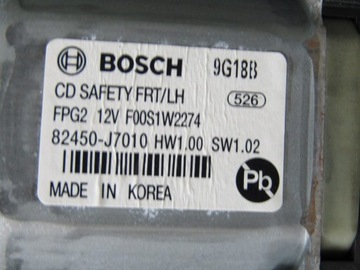 BOSCH 9G18B
CD SAFETY FRT/LH 526
FPG2 12V F00S1W2274
82450-J7010 HW1.00 SW1.02
MADE IN KOREA Pb